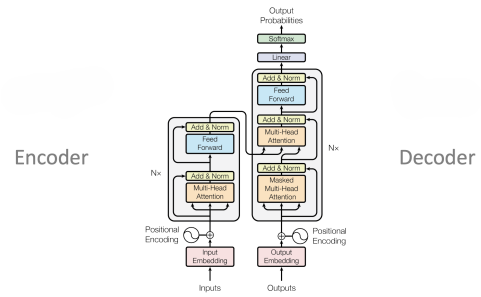 Output
Probabilities
Softmax
Linear
Add & Norm
Feed
Forward
Add & Norm
Multi-Head
Attention
Add & Norm
Masked
Multi-Head
Attention
Nx
Decoder
Positional
Encoding
Output
Embedding
Outputs
Encoder
Nx
Add & Norm
Feed
Forward
Add & Norm
Multi-Head
Attention
Positional
Encoding
Input
Embedding
Inputs